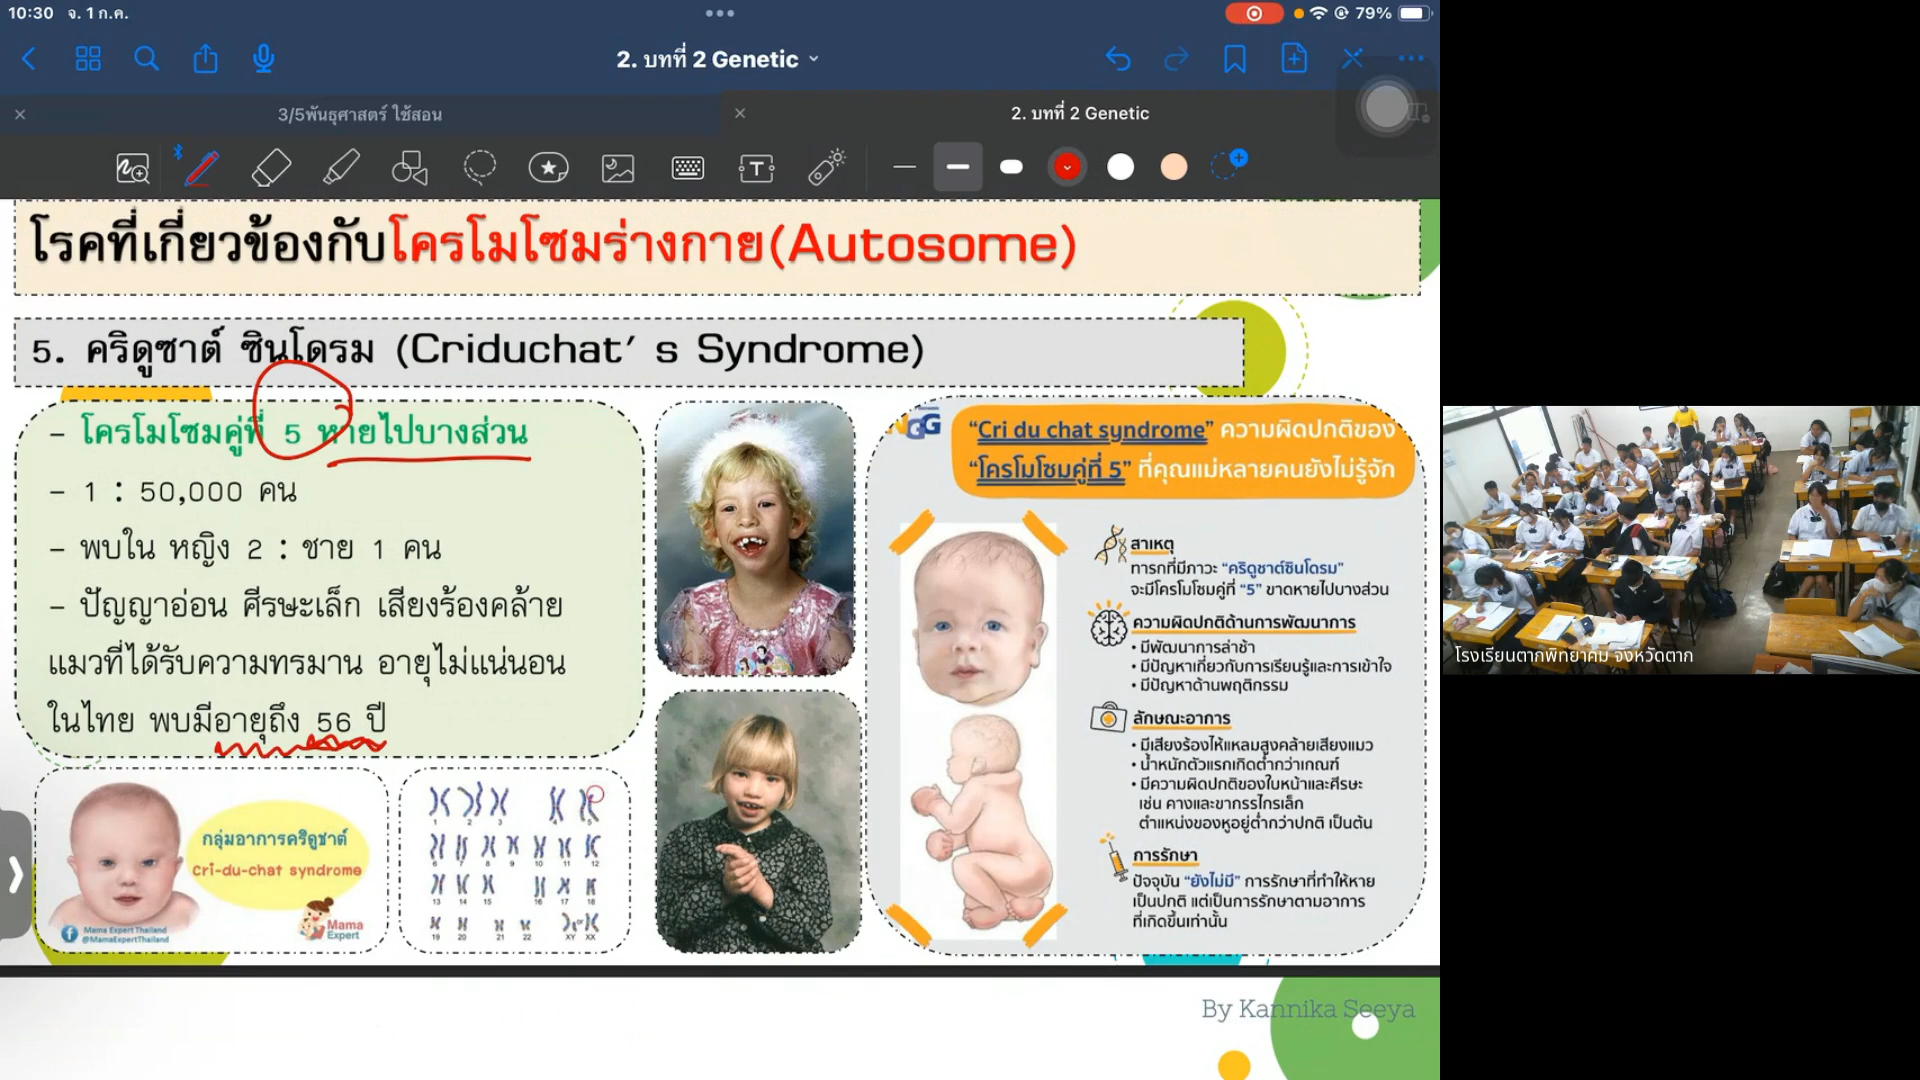 10:30 จ. 1 ก.ค.
79%
2. บทที่ 2 Genetic
3/5พันธุศาสตร์ ใช้สอน
2. บทที่ 2 Genetic
โรคที่เกี่ยวข้องกับโครโมโซมร่างกาย(Autosome)
5. คริดูซาต์ ซินโดรม (Criduchat' s Syndrome)
- โครโมโซมคู่ที่ 5 หายไปบางส่วน
- 1 : 50,000 คน
- พบใน หญิง 2 : ชาย 1 คน
- ปัญญาอ่อน ศีรษะเล็ก เสียงร้องคล้าย
แมวที่ได้รับความทรมาน อายุไม่แน่นอน
ในไทย พบมีอายุถึง 56 ปี
กลุ่มอาการคริดูชาต์
Cri-du-chat syndrome
Mama Expert Thailand
@MamaExpertThailand
Mama
Expert
1 2 3
6 7 8 9 10 11 12
13 14 15 16 17 18
19 20 21 22 XY XX
NGG
“Cri du chat syndrome” ความผิดปกติของ
“โครโมโซมคู่ที่ 5” ที่คุณแม่หลายคนยังไม่รู้จัก
สาเหตุ
ทารกที่มีภาวะ “คริดูชาต์ซินโดรม”
จะมีโครโมโซมคู่ที่ “5” ขาดหายไปบางส่วน
ความผิดปกติด้านการพัฒนาการ
• มีพัฒนาการล่าช้า
• มีปัญหาเกี่ยวกับการเรียนรู้และการเข้าใจ
• มีปัญหาด้านพฤติกรรม
ลักษณะอาการ
• มีเสียงร้องไห้แหลมสูงคล้ายเสียงแมว
• น้ำหนักตัวแรกเกิดต่ำกว่าเกณฑ์
• มีความผิดปกติของใบหน้าและศีรษะ
เช่น คางและขากรรไกรเล็ก
ตำแหน่งของหูอยู่ต่ำกว่าปกติ เป็นต้น
การรักษา
ปัจจุบัน “ยังไม่มี” การรักษาที่ทำให้หาย
เป็นปกติ แต่เป็นการรักษาตามอาการ
ที่เกิดขึ้นเท่านั้น
By Kannika Seeya
โรงเรียนตากพิทยาคม จังหวัดตาก